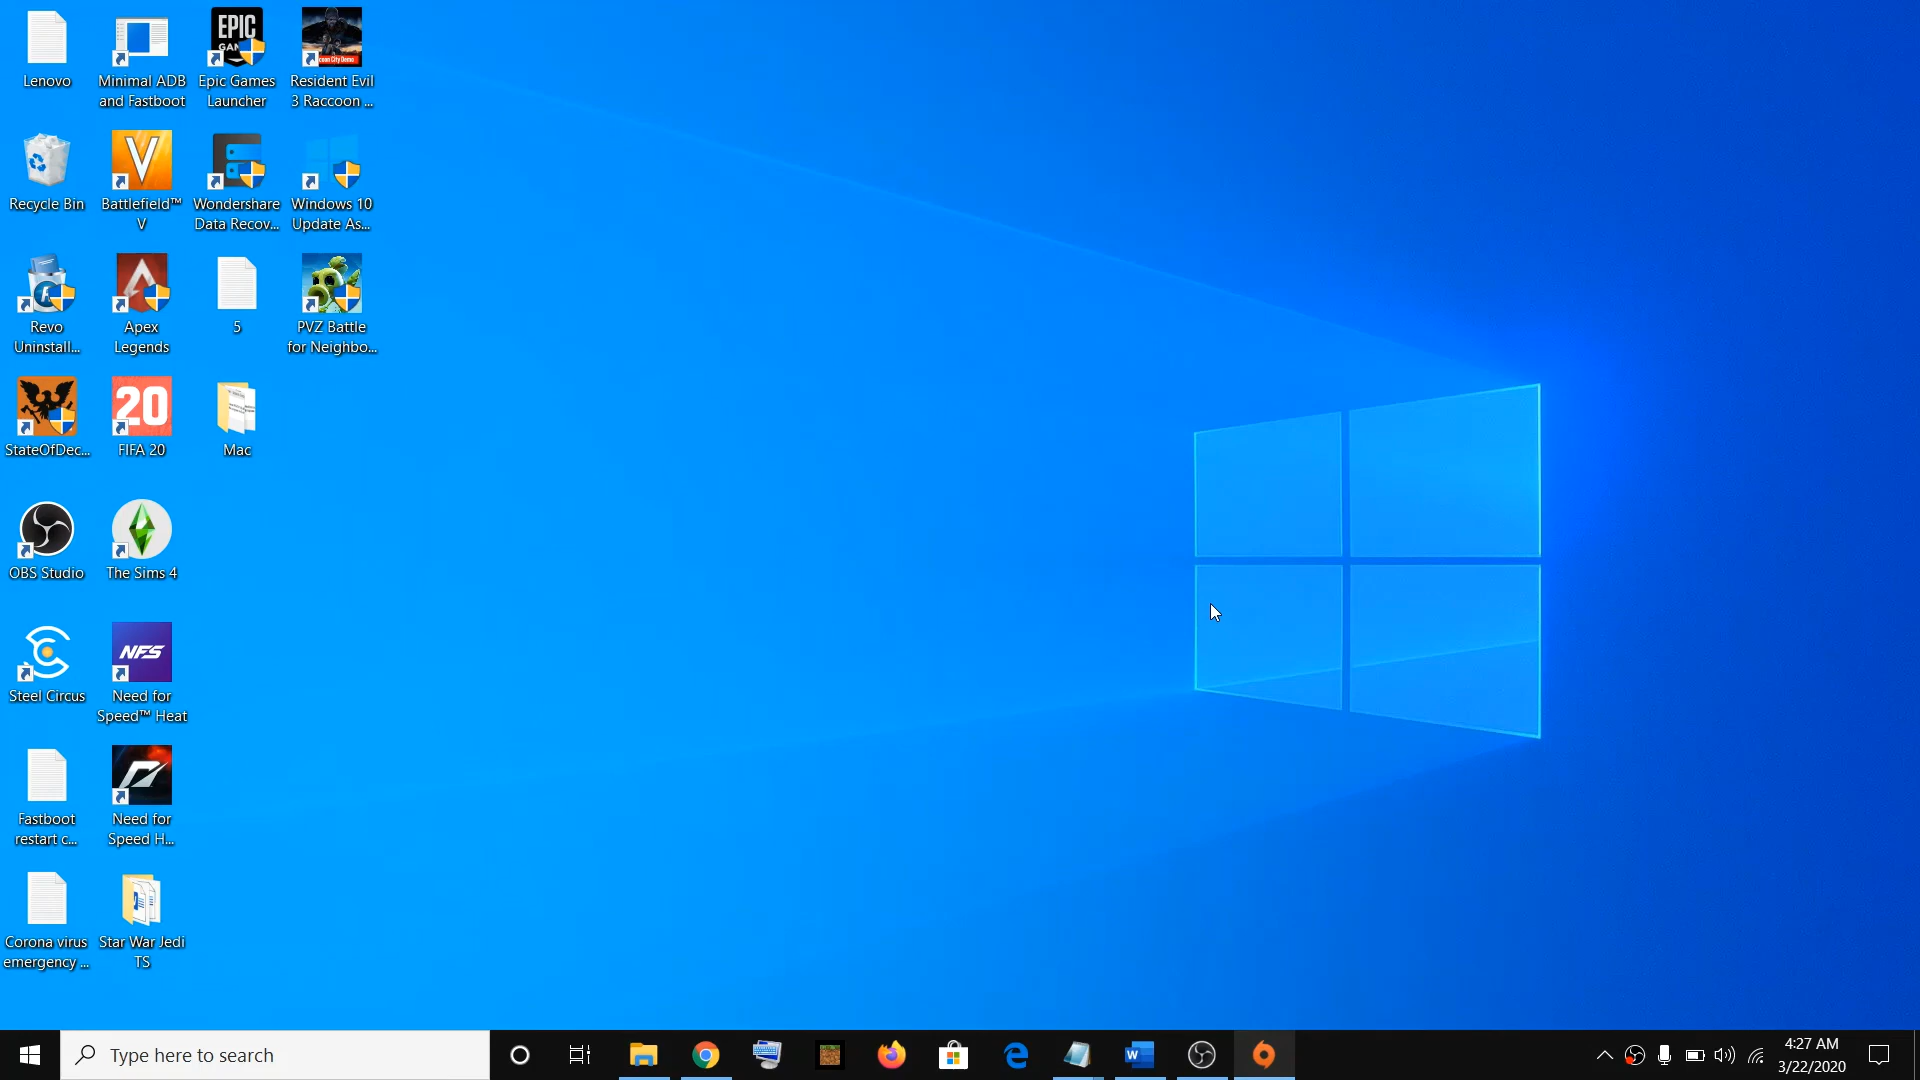 Lenovo
Minimal ADB
and Fastboot
EPIC
Epic Games
Launcher
Resident Evil
3 Raccoon ...
Recycle Bin
V
Battlefield™
V
Wondershare
Data Recov...
Windows 10
Update As...
Revo
Uninstall...
Apex
Legends
5
PVZ Battle
for Neighbo...
StateOfDec...
20
FIFA 20
Mac
OBS Studio
The Sims 4
Steel Circus
NFS
Need for
Speed™ Heat
Fastboot
restart c...
Need for
Speed H...
Corona virus
emergency ...
Star War Jedi
TS
Type here to search
4:27 AM
3/22/2020